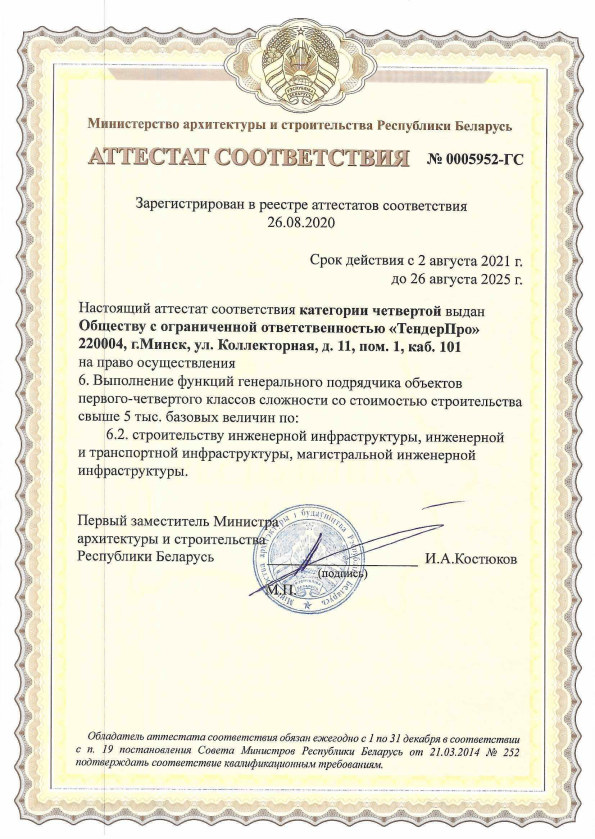 Министерство архитектуры и строительства Республики Беларусь
АТТЕСТАТ СООТВЕТСТВИЯ № 0005952-ГС
Зарегистрирован в реестре аттестатов соответствия
26.08.2020
Срок действия с 2 августа 2021 г.
до 26 августа 2025 г.
Настоящий аттестат соответствия категории четвертой выдан
Обществу с ограниченной ответственностью «ТендерПро»
220004, г.Минск, ул. Коллекторная, д. 11, пом. 1, каб. 101
на право осуществления
6. Выполнение функций генерального подрядчика объектов
первого-четвертого классов сложности со стоимостью строительства
свыше 5 тыс. базовых величин по:
6.2. строительству инженерной инфраструктуры, инженерной
и транспортной инфраструктуры, магистральной инженерной
инфраструктуры.
Первый заместитель Министра
архитектуры и строительства
Республики Беларусь
И.А.Костюков
(подпись)
М.П.
Обладатель аттестата соответствия обязан ежегодно с 1 по 31 декабря в соответствии
с п. 19 постановления Совета Министров Республики Беларусь от 21.03.2014 № 252
подтверждать соответствие квалификационным требованиям.